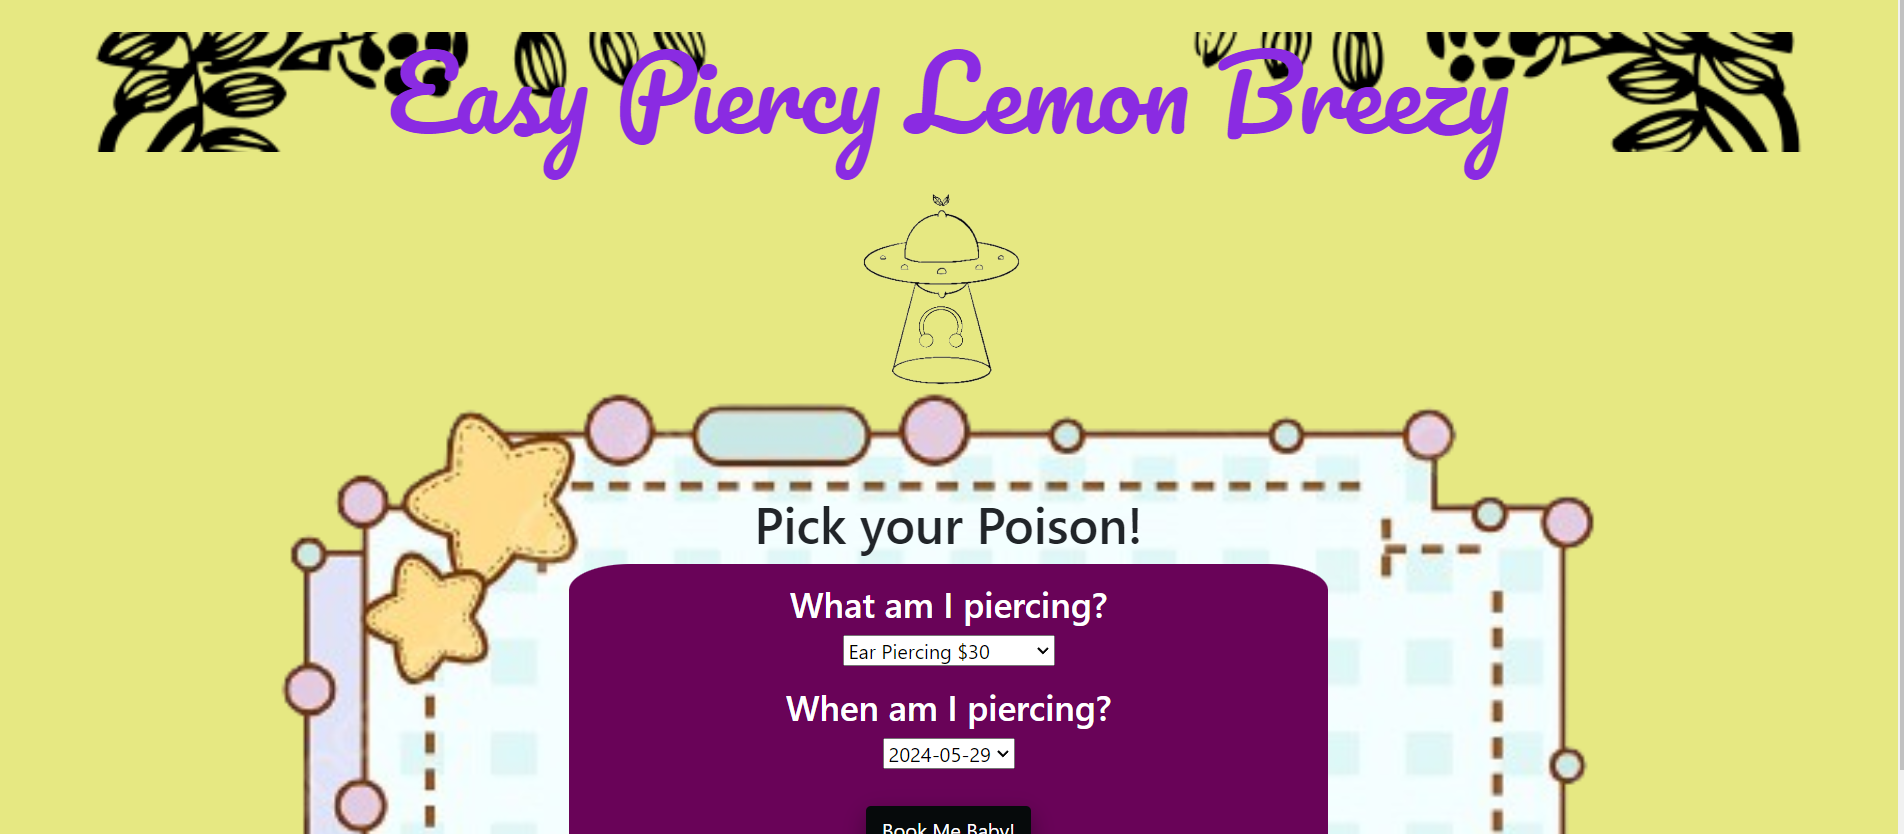 Easy Piercy Lemon Breezy
Pick your Poison!
What am I piercing?
Ear Piercing $30
When am I piercing?
2024-05-29
Book Me Baby!